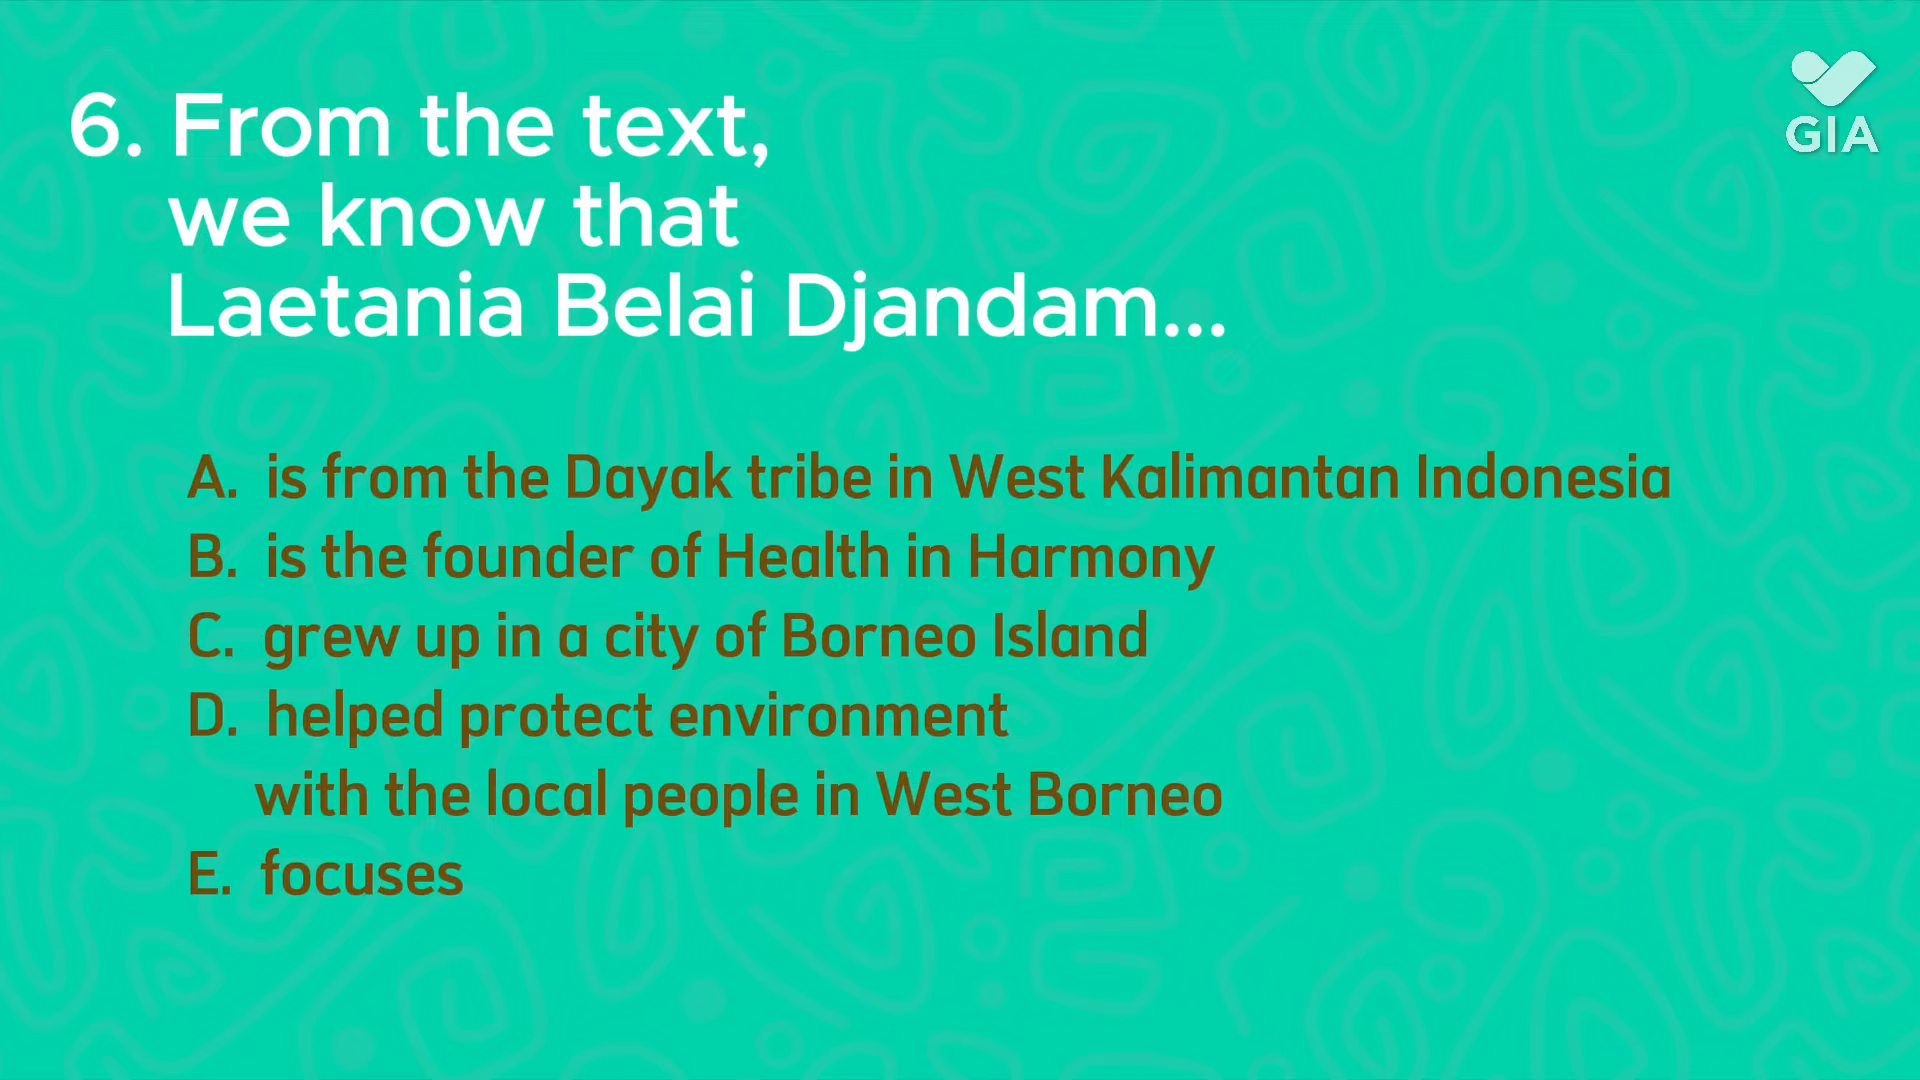 6. From the text,
we know that
Laetania Belai Djandam...
A. is from the Dayak tribe in West Kalimantan Indonesia
B. is the founder of Health in Harmony
C. grew up in a city of Borneo Island
D. helped protect environment
with the local people in West Borneo
E. focuses
GIA